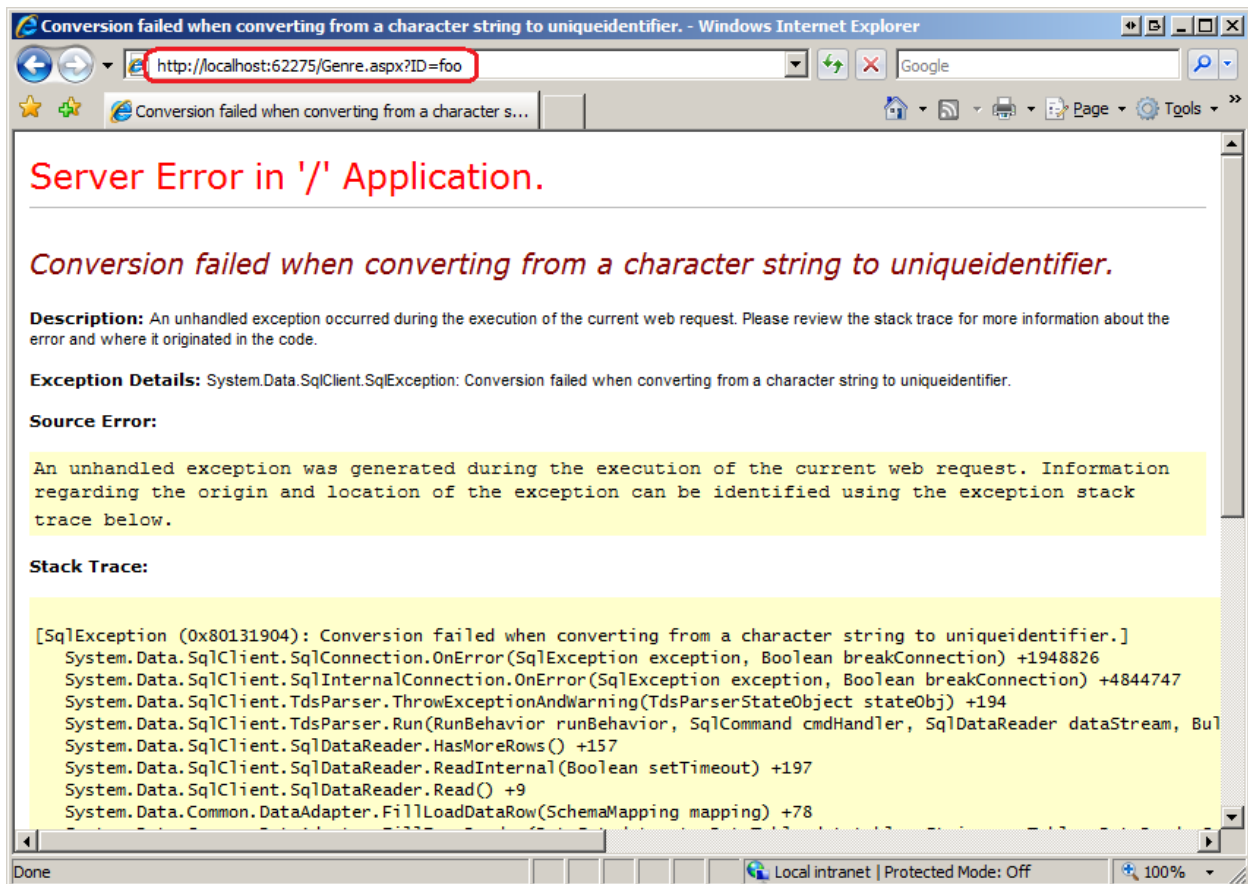 Conversion failed when converting from a character string to uniqueidentifier. - Windows Internet Explorer
http://localhost:62275/Genre.aspx?ID=foo
Google
Conversion failed when converting from a character s...
Page
Tools
Server Error in '/' Application.
Conversion failed when converting from a character string to uniqueidentifier.
Description: An unhandled exception occurred during the execution of the current web request. Please review the stack trace for more information about the
error and where it originated in the code.
Exception Details: System.Data.SqlClient.SqlException: Conversion failed when converting from a character string to uniqueidentifier.
Source Error:
An unhandled exception was generated during the execution of the current web request. Information
regarding the origin and location of the exception can be identified using the exception stack
trace below.
Stack Trace:
[SqlException (0x80131904): Conversion failed when converting from a character string to uniqueidentifier.]
System.Data.SqlClient.SqlConnection.OnError(SqlException exception, Boolean breakConnection) +1948826
System.Data.SqlClient.SqlInternalConnection.OnError(SqlException exception, Boolean breakConnection) +4844747
System.Data.SqlClient.TdsParser.ThrowExceptionAndWarning(TdsParserStateObject stateObj) +194
System.Data.SqlClient.TdsParser.Run(RunBehavior runBehavior, SqlCommand cmdHandler, SqlDataReader dataStream, Bul
System.Data.SqlClient.SqlDataReader.HasMoreRows() +157
System.Data.SqlClient.SqlDataReader.ReadInternal(Boolean setTimeout) +197
System.Data.SqlClient.SqlDataReader.Read() +9
System.Data.Common.DataAdapter.FillLoadDataRow(SchemaMapping mapping) +78
Done
Local intranet | Protected Mode: Off
100%